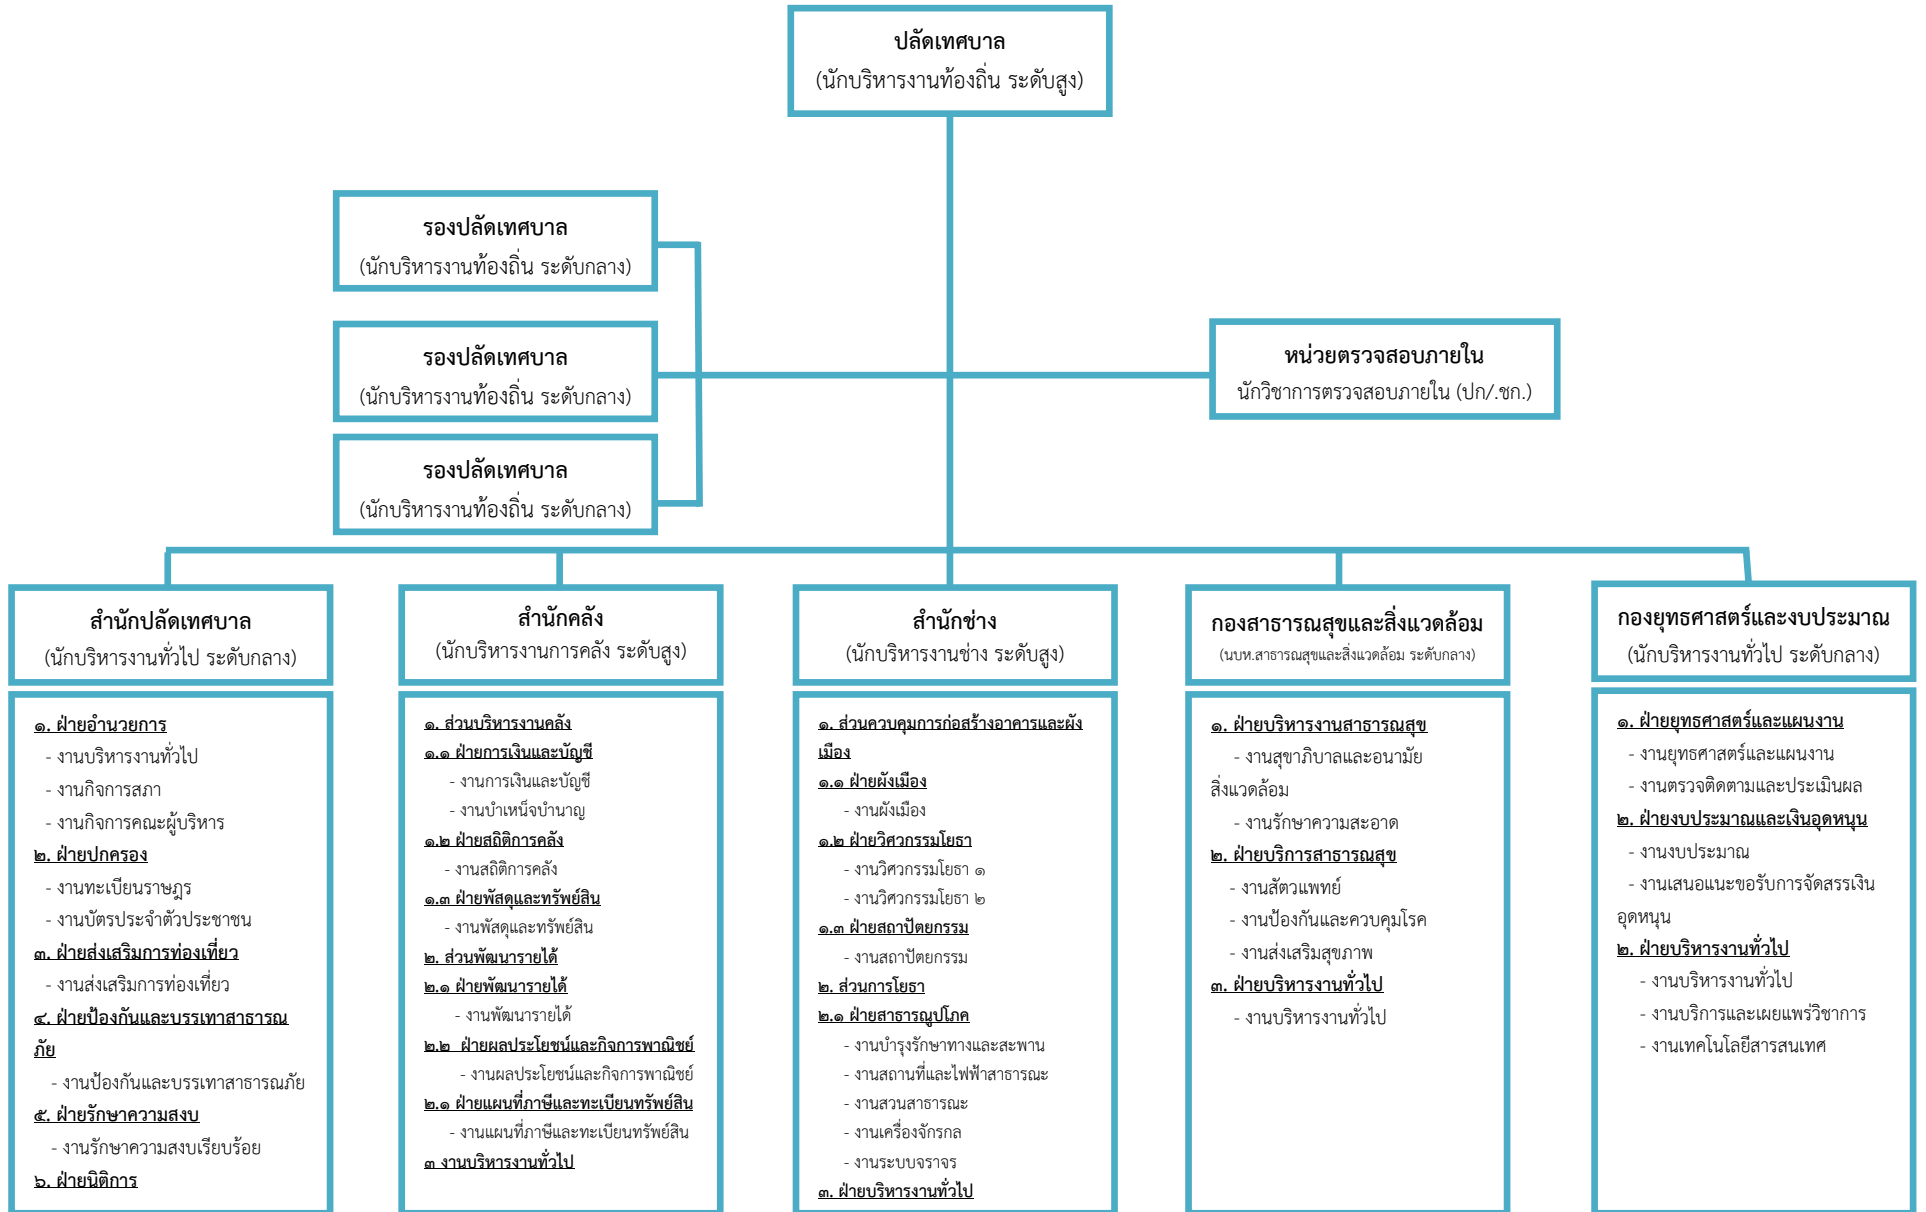 ปลัดเทศบาล
(นักบริหารงานท้องถิ่น ระดับสูง)
รองปลัดเทศบาล
(นักบริหารงานท้องถิ่น ระดับกลาง)
รองปลัดเทศบาล
(นักบริหารงานท้องถิ่น ระดับกลาง)
รองปลัดเทศบาล
(นักบริหารงานท้องถิ่น ระดับกลาง)
หน่วยตรวจสอบภายใน
นักวิชาการตรวจสอบภายใน (ปก/.ชก.)
สำนักปลัดเทศบาล
(นักบริหารงานทั่วไป ระดับกลาง)
๑. ฝ่ายอำนวยการ
- งานบริหารงานทั่วไป
- งานกิจการสภา
- งานกิจการคณะผู้บริหาร
๒. ฝ่ายปกครอง
- งานทะเบียนราษฎร
- งานบัตรประจำตัวประชาชน
๓. ฝ่ายส่งเสริมการท่องเที่ยว
- งานส่งเสริมการท่องเที่ยว
๔. ฝ่ายป้องกันและบรรเทาสาธารณ
ภัย
- งานป้องกันและบรรเทาสาธารณภัย
๕. ฝ่ายรักษาความสงบ
- งานรักษาความสงบเรียบร้อย
๖. ฝ่ายนิติการ
สำนักคลัง
(นักบริหารงานการคลัง ระดับสูง)
๑. ส่วนบริหารงานคลัง
๑.๑ ฝ่ายการเงินและบัญชี
- งานการเงินและบัญชี
- งานบำเหน็จบำนาญ
๑.๒ ฝ่ายสถิติการคลัง
- งานสถิติการคลัง
๑.๓ ฝ่ายพัสดุและทรัพย์สิน
- งานพัสดุและทรัพย์สิน
๒. ส่วนพัฒนารายได้
๒.๑ ฝ่ายพัฒนารายได้
- งานพัฒนารายได้
๒.๒ ฝ่ายผลประโยชน์และกิจการพาณิชย์
- งานผลประโยชน์และกิจการพาณิชย์
๒.๑ ฝ่ายแผนที่ภาษีและทะเบียนทรัพย์สิน
- งานแผนที่ภาษีและทะเบียนทรัพย์สิน
๓ งานบริหารงานทั่วไป
สำนักช่าง
(นักบริหารงานช่าง ระดับสูง)
๑. ส่วนควบคุมการก่อสร้างอาคารและผัง
เมือง
๑.๑ ฝ่ายผังเมือง
- งานผังเมือง
๑.๒ ฝ่ายวิศวกรรมโยธา
- งานวิศวกรรมโยธา ๑
- งานวิศวกรรมโยธา ๒
๑.๓ ฝ่ายสถาปัตยกรรม
- งานสถาปัตยกรรม
๒. ส่วนการโยธา
๒.๑ ฝ่ายสาธารณูปโภค
- งานบำรุงรักษาทางและสะพาน
- งานสถานที่และไฟฟ้าสาธารณะ
- งานสวนสาธารณะ
- งานเครื่องจักรกล
- งานระบบจราจร
๓. ฝ่ายบริหารงานทั่วไป
กองสาธารณสุขและสิ่งแวดล้อม
(นบห.สาธารณสุขและสิ่งแวดล้อม ระดับกลาง)
๑. ฝ่ายบริหารงานสาธารณสุข
- งานสุขาภิบาลและอนามัย
สิ่งแวดล้อม
- งานรักษาความสะอาด
๒. ฝ่ายบริการสาธารณสุข
- งานสัตวแพทย์
- งานป้องกันและควบคุมโรค
- งานส่งเสริมสุขภาพ
๓. ฝ่ายบริหารงานทั่วไป
- งานบริหารงานทั่วไป
กองยุทธศาสตร์และงบประมาณ
(นักบริหารงานทั่วไป ระดับกลาง)
๑. ฝ่ายยุทธศาสตร์และแผนงาน
- งานยุทธศาสตร์และแผนงาน
- งานตรวจติดตามและประเมินผล
๒. ฝ่ายงบประมาณและเงินอุดหนุน
- งานงบประมาณ
- งานเสนอแนะขอรับการจัดสรรเงิน
อุดหนุน
๒. ฝ่ายบริหารงานทั่วไป
- งานบริหารงานทั่วไป
- งานบริการและเผยแพร่วิชาการ
- งานเทคโนโลยีสารสนเทศ